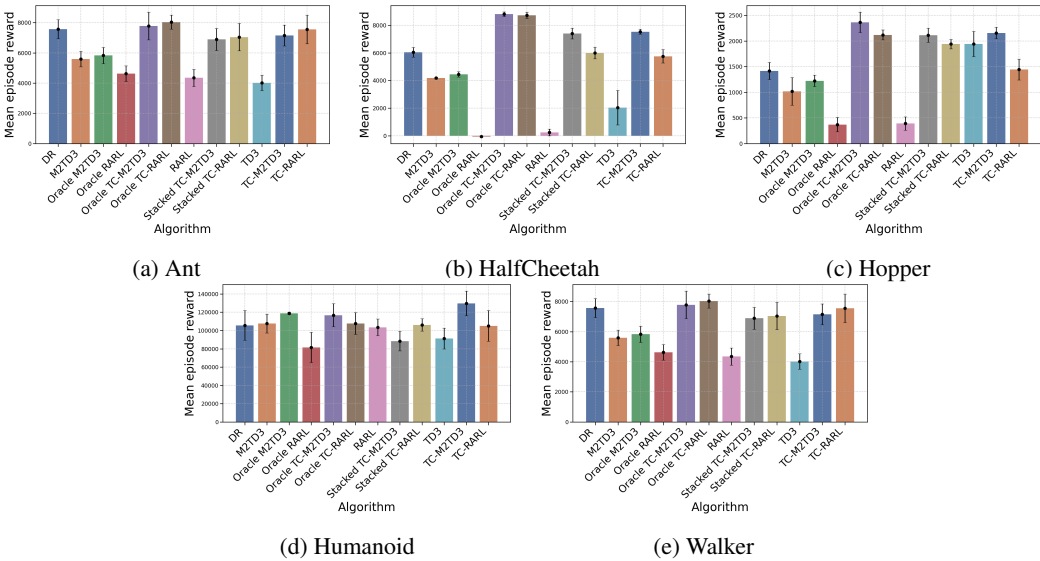 Mean episode reward
8000
6000
4000
2000
0
DR
M2TD3
Oracle M2TD3
Oracle RARL
Oracle TC-M2TD3
Oracle TC-RARL
RARL
Stacked TC-M2TD3
Stacked TC-RARL
TD3
TC-M2TD3
TC-RARL
Algorithm
(a) Ant
Mean episode reward
8000
6000
4000
2000
0
DR
M2TD3
Oracle M2TD3
Oracle RARL
Oracle TC-M2TD3
Oracle TC-RARL
RARL
Stacked TC-M2TD3
Stacked TC-RARL
TD3
TC-M2TD3
TC-RARL
Algorithm
(b) HalfCheetah
Mean episode reward
2500
2000
1500
1000
500
0
DR
M2TD3
Oracle M2TD3
Oracle RARL
Oracle TC-M2TD3
Oracle TC-RARL
RARL
Stacked TC-M2TD3
Stacked TC-RARL
TD3
TC-M2TD3
TC-RARL
Algorithm
(c) Hopper
Mean episode reward
140000
120000
100000
80000
60000
40000
20000
0
DR
M2TD3
Oracle M2TD3
Oracle RARL
Oracle TC-M2TD3
Oracle TC-RARL
RARL
Stacked TC-M2TD3
Stacked TC-RARL
TD3
TC-M2TD3
TC-RARL
Algorithm
(d) Humanoid
Mean episode reward
8000
6000
4000
2000
0
DR
M2TD3
Oracle M2TD3
Oracle RARL
Oracle TC-M2TD3
Oracle TC-RARL
RARL
Stacked TC-M2TD3
Stacked TC-RARL
TD3
TC-M2TD3
TC-RARL
Algorithm
(e) Walker